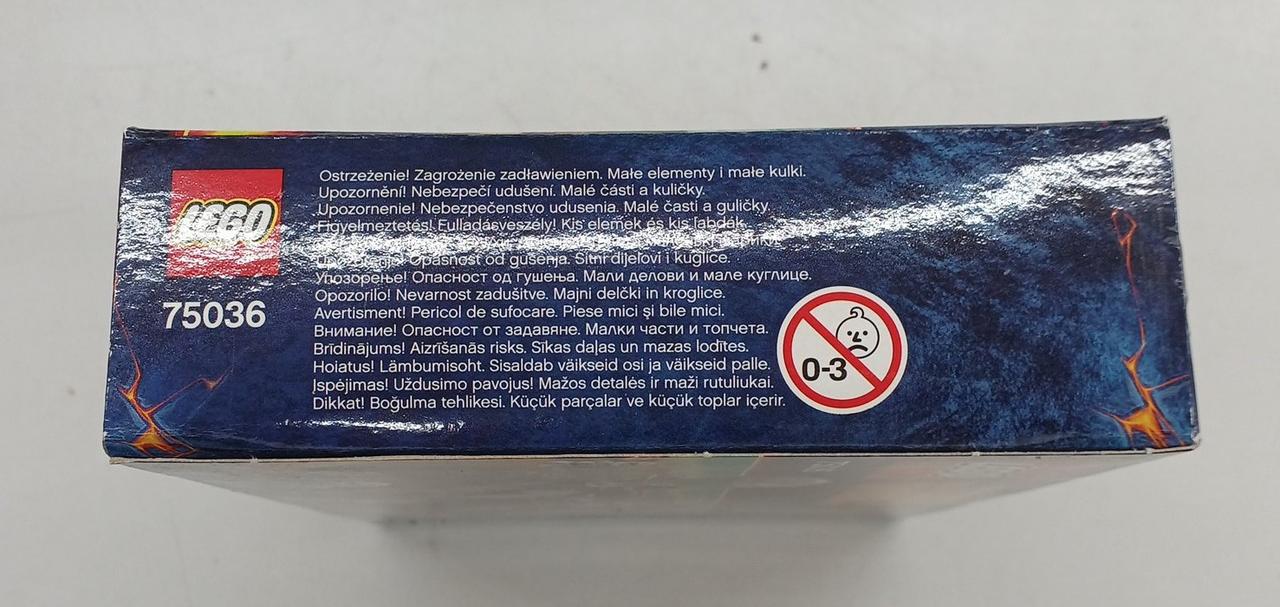 LEGO
75036
Ostrzeżenie! Zagrożenie zadławieniem. Małe elementy i małe kulki.
Upozornění! Nebezpečí udušení. Malé části a kuličky.
Upozornenie! Nebezpečenstvo udusenia. Malé časti a guličky.
Figyelmeztetés! Fulladásveszély! Kis elemek és kis labdák.
Opasnost od gušenja. Sitni dijelovi i kuglice.
Упозорење! Опасност од гушења. Мали делови и мале куглице.
Opozorilo! Nevarnost zadušitve. Majni delčki in kroglice.
Avertisment! Pericol de sufocare. Piese mici şi bile mici.
Внимание! Опасност от задавяне. Малки части и топчета.
Brīdinājums! Aizrīšanās risks. Sīkas daļas un mazas lodītes.
Hoiatus! Lämbumisoht. Sisaldab väikseid osi ja väikseid palle.
Įspėjimas! Uždusimo pavojus! Mažos detalės ir maži rutuliukai.
Dikkat! Boğulma tehlikesi. Küçük parçalar ve küçük toplar içerir.
0-3